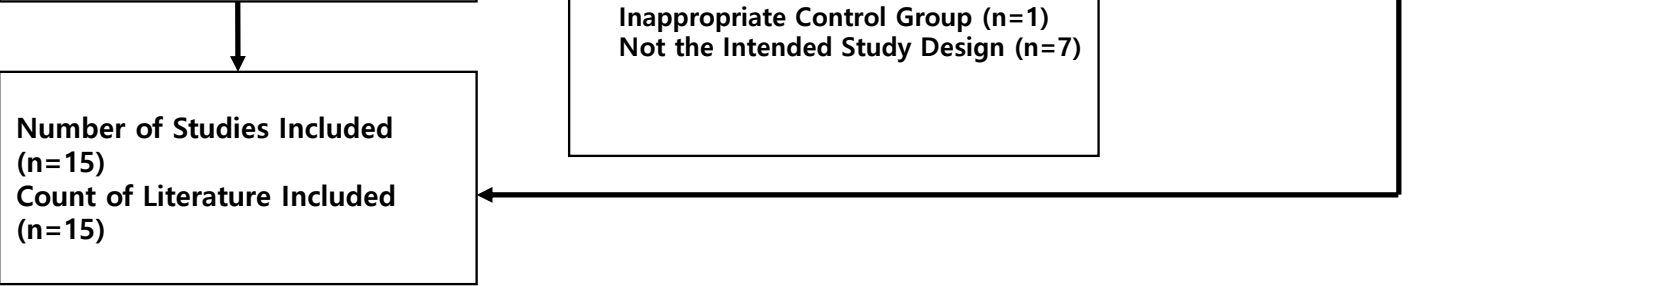 Inappropriate Control Group (n=1)
Not the Intended Study Design (n=7)
Number of Studies Included
(n=15)
Count of Literature Included
(n=15)